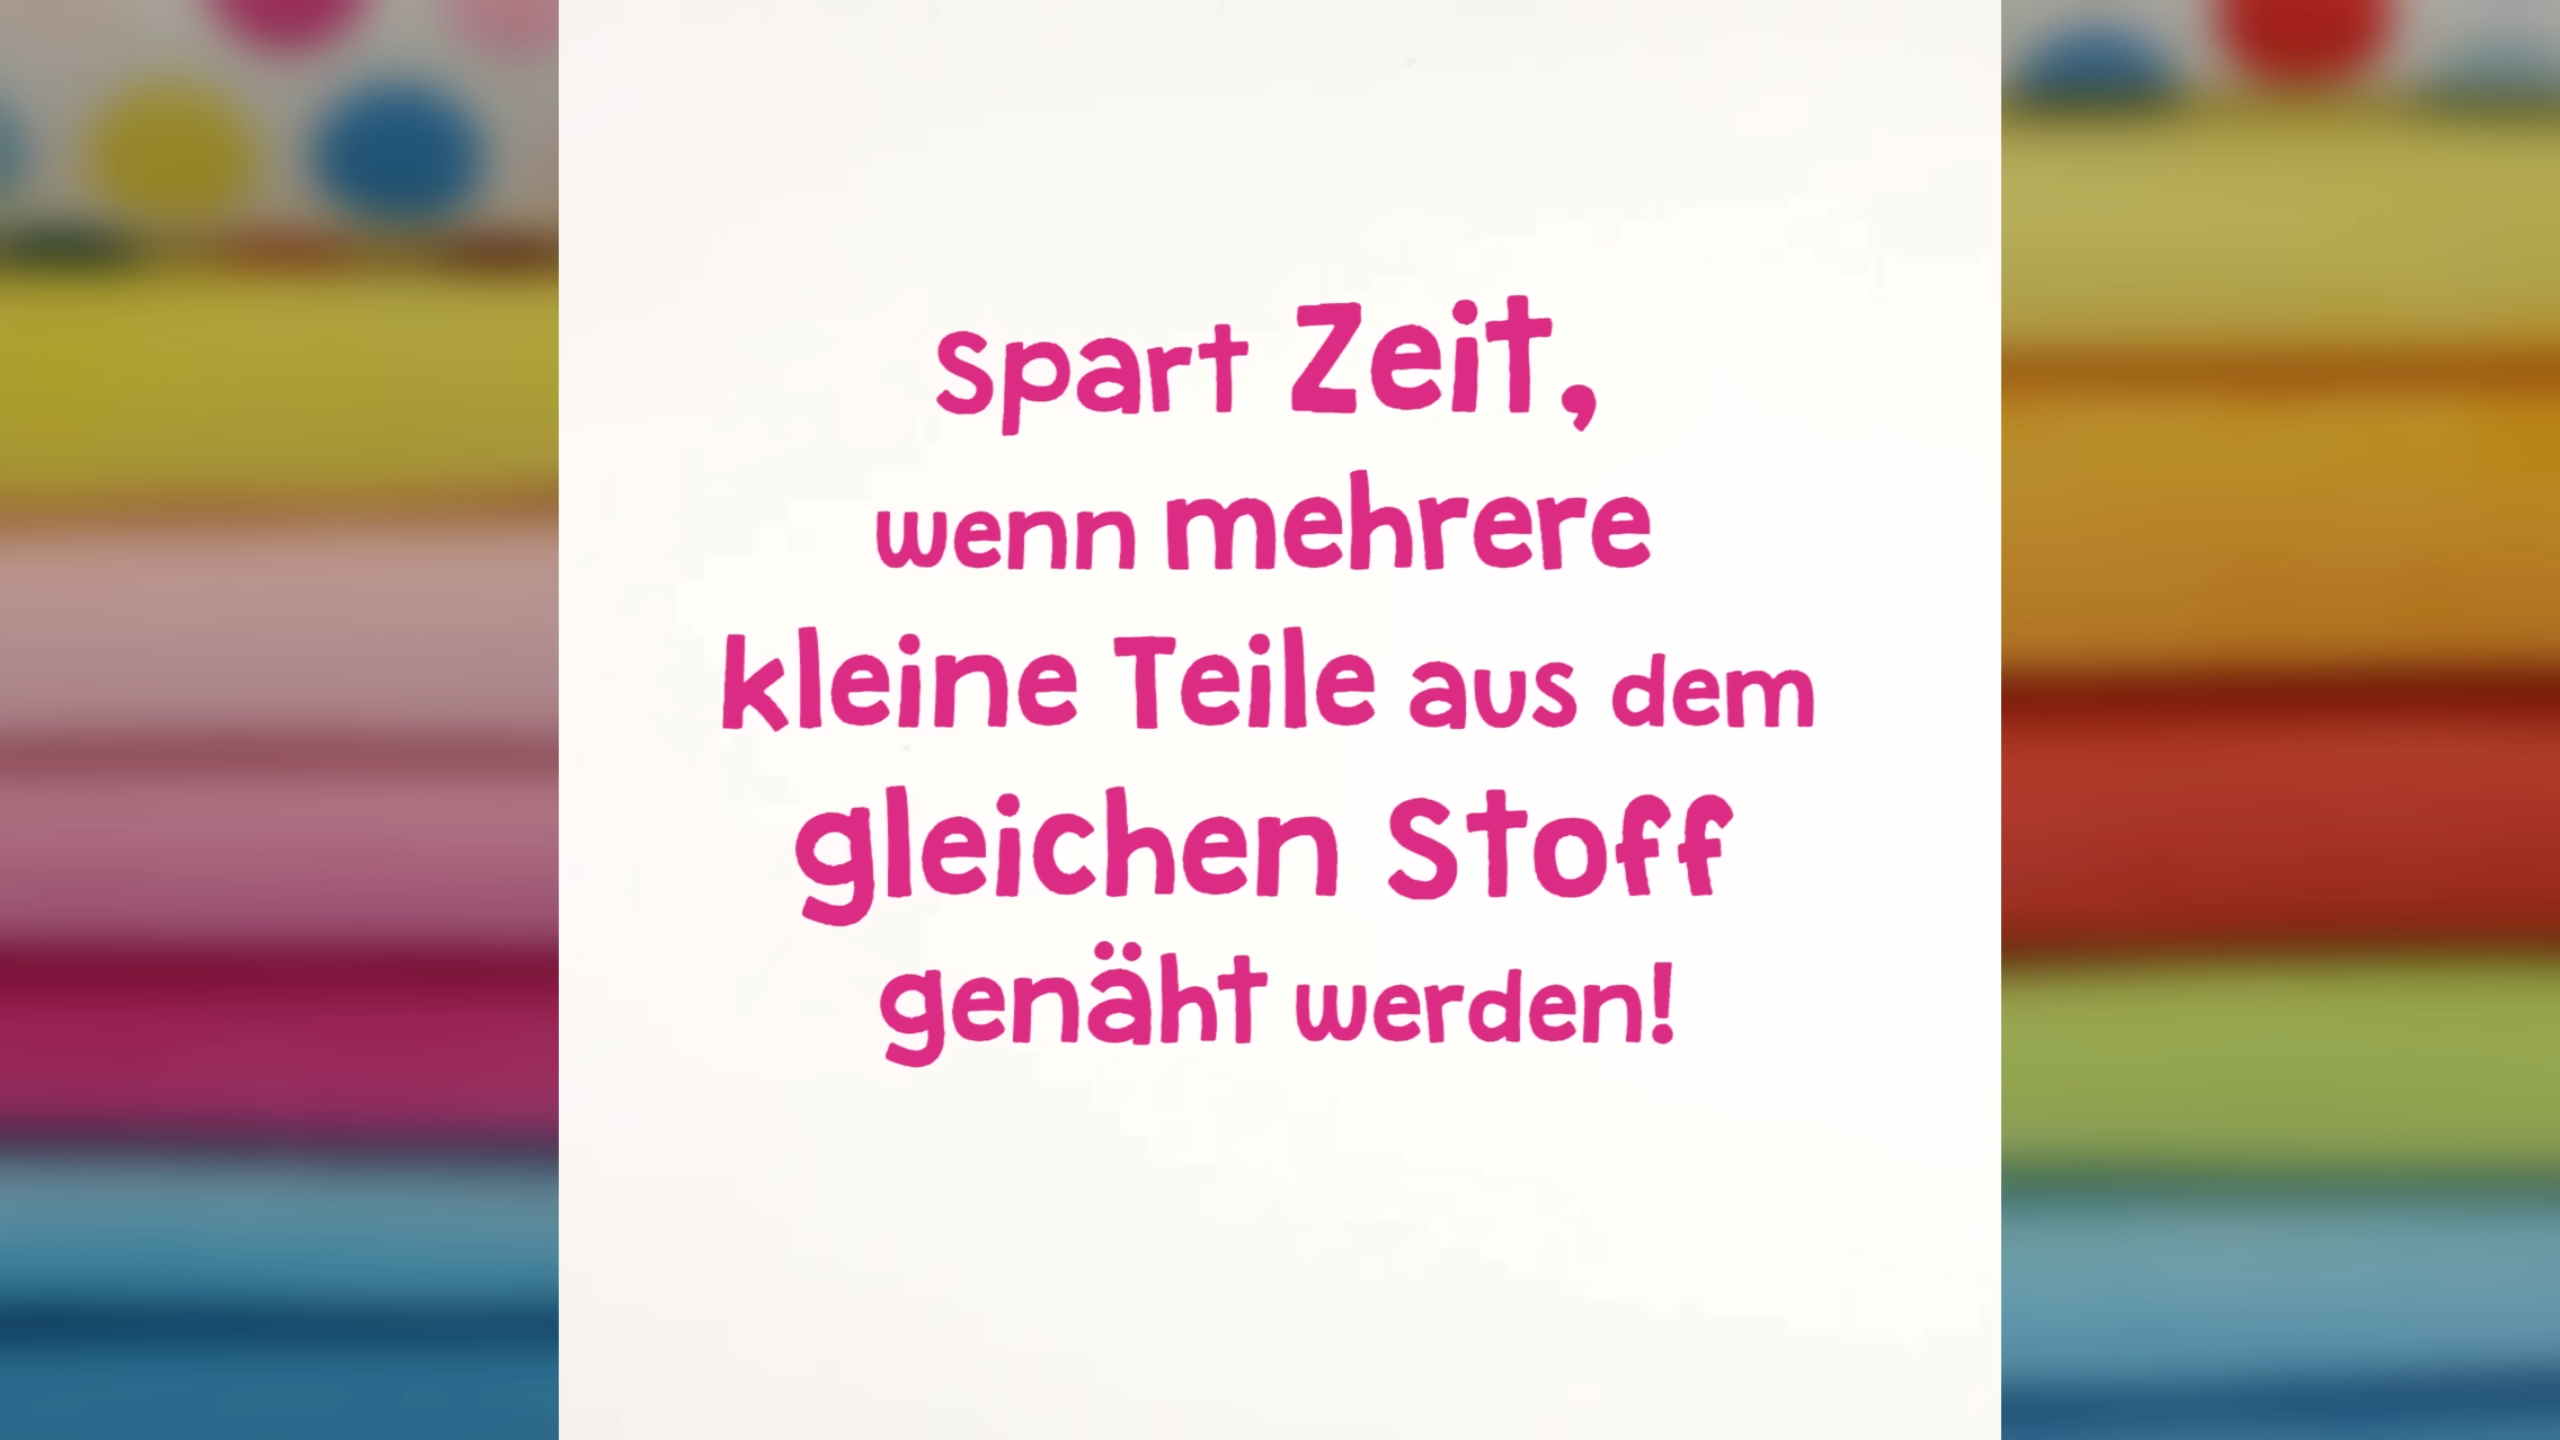 Spart Zeit,
wenn mehrere
kleine Teile aus dem
gleichen Stoff
genäht werden!